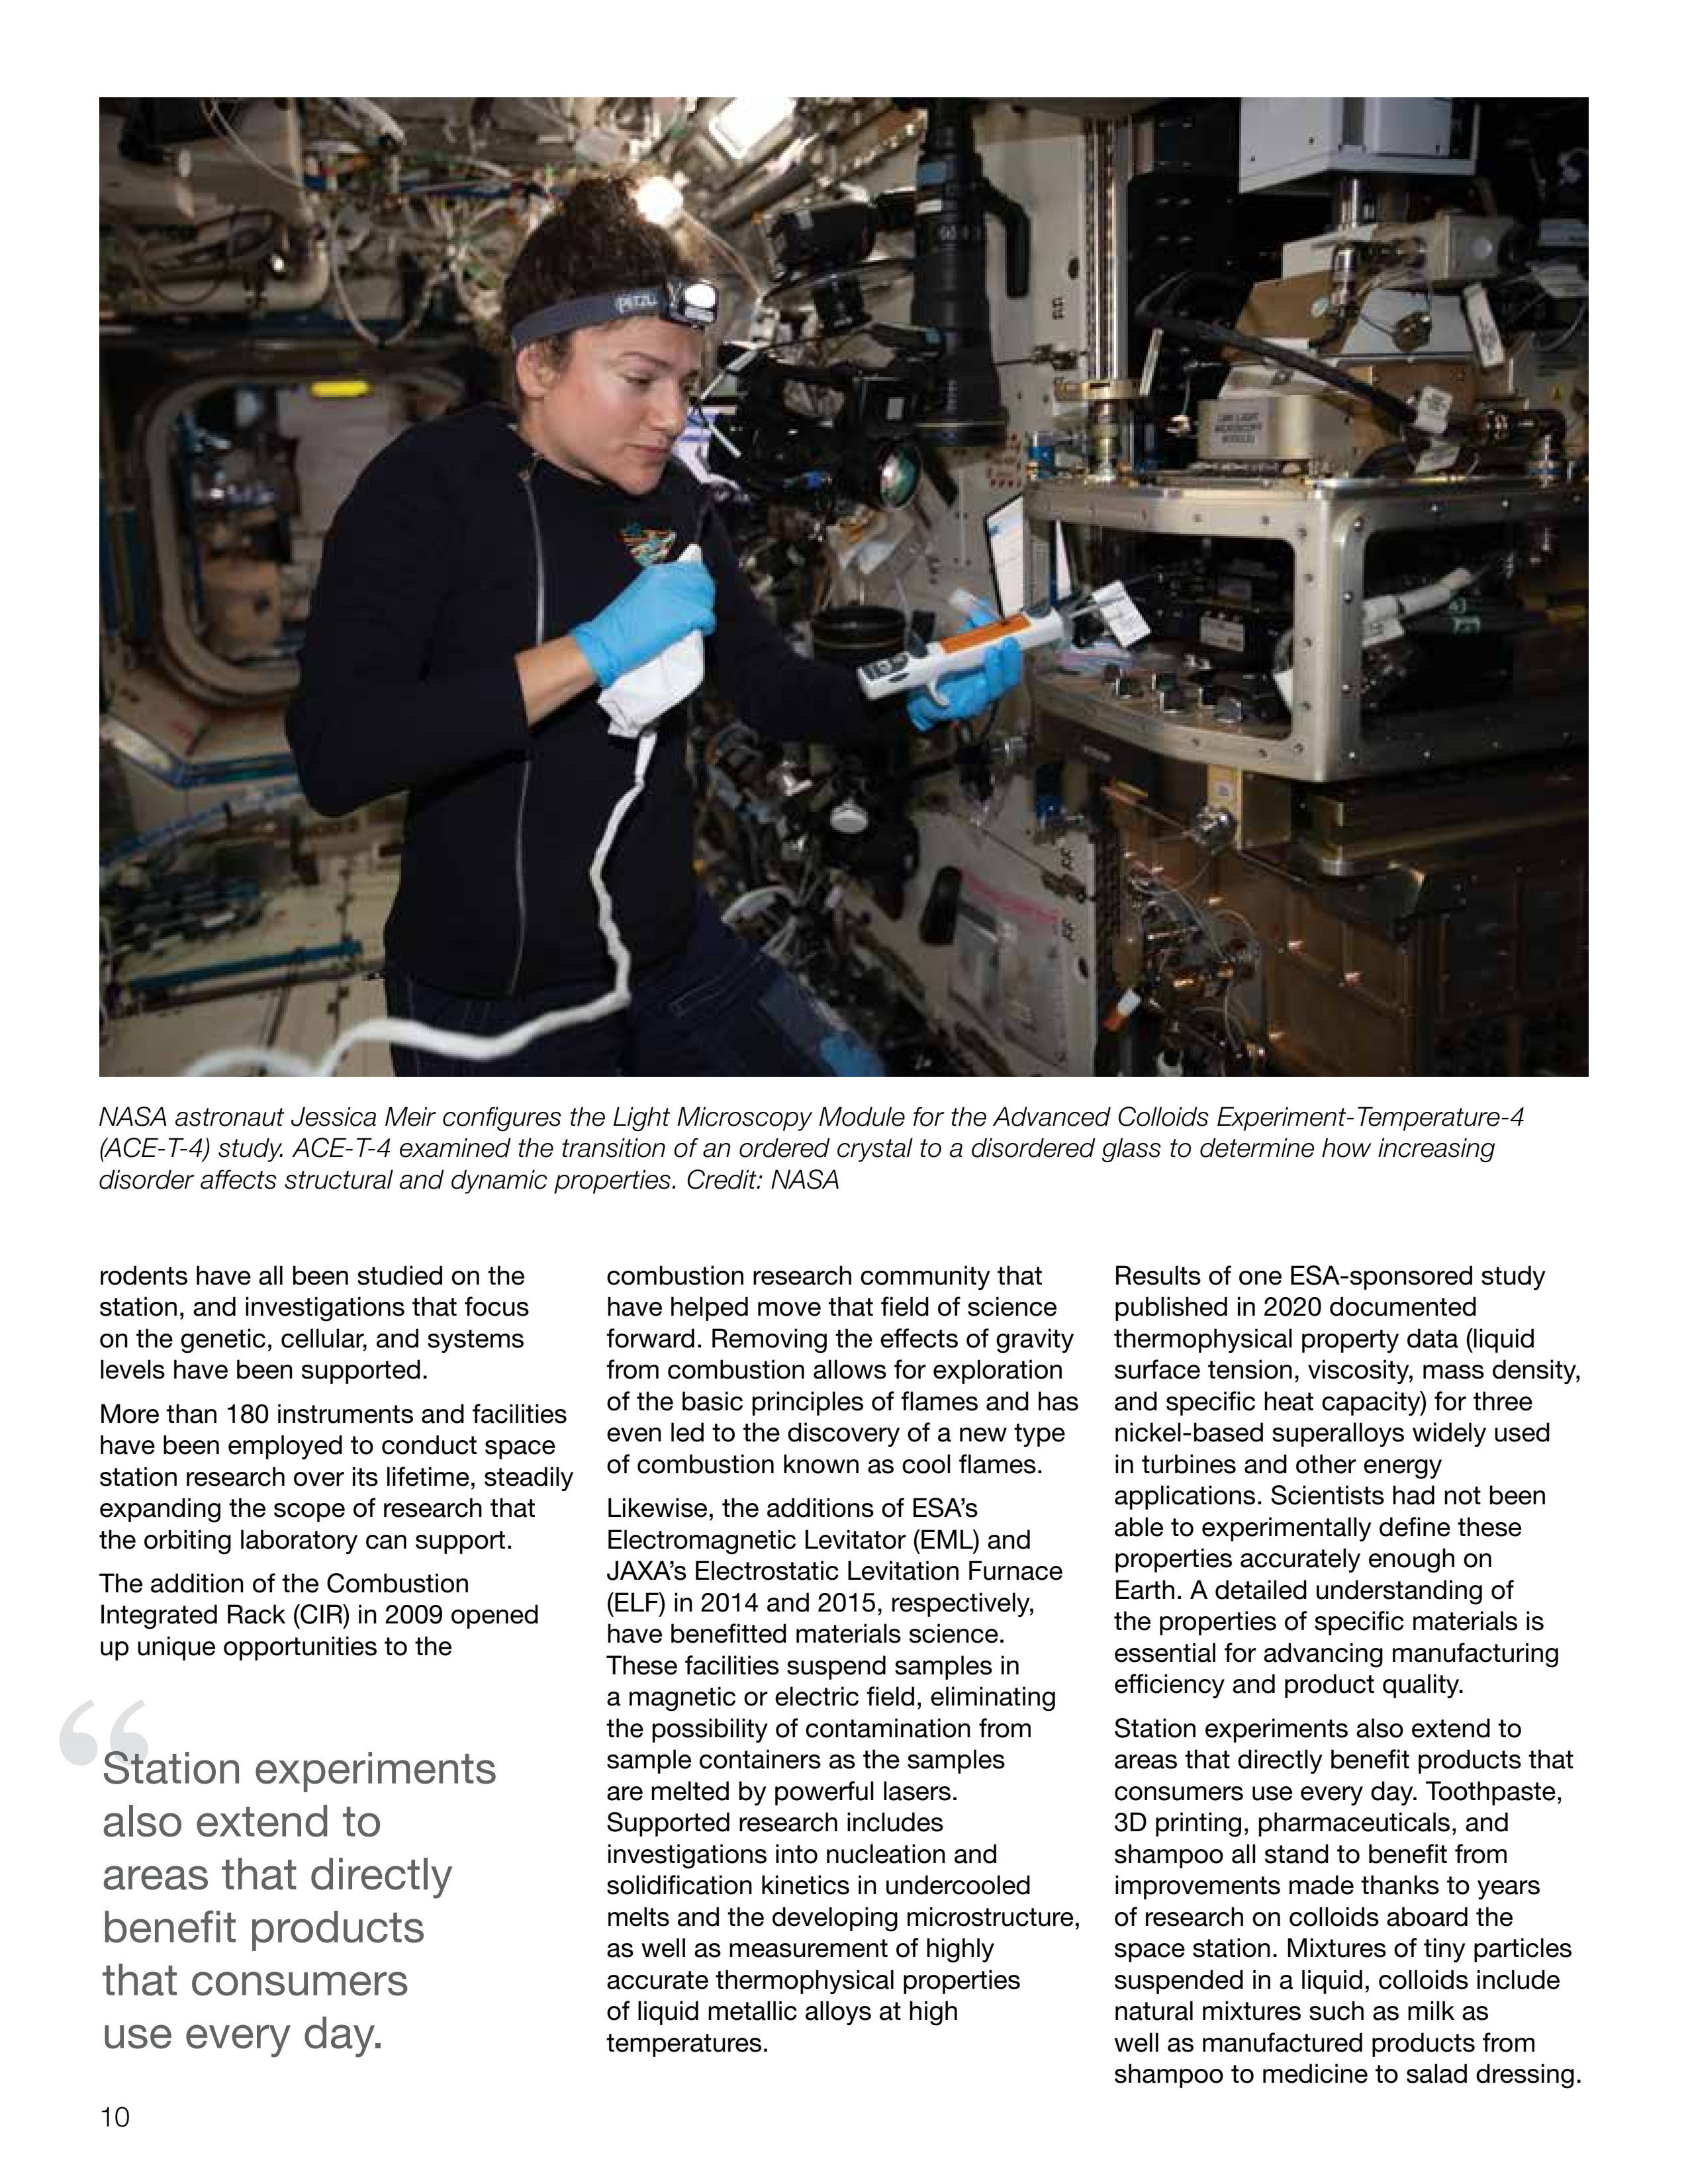 PETZL
LIGHT
MICROSCOPY
MODULE
NASA astronaut Jessica Meir configures the Light Microscopy Module for the Advanced Colloids Experiment-Temperature-4
(ACE-T-4) study. ACE-T-4 examined the transition of an ordered crystal to a disordered glass to determine how increasing
disorder affects structural and dynamic properties. Credit: NASA
rodents have all been studied on the
station, and investigations that focus
on the genetic, cellular, and systems
levels have been supported.
More than 180 instruments and facilities
have been employed to conduct space
station research over its lifetime, steadily
expanding the scope of research that
the orbiting laboratory can support.
The addition of the Combustion
Integrated Rack (CIR) in 2009 opened
up unique opportunities to the
“Station experiments
also extend to
areas that directly
benefit products
that consumers
use every day.
combustion research community that
have helped move that field of science
forward. Removing the effects of gravity
from combustion allows for exploration
of the basic principles of flames and has
even led to the discovery of a new type
of combustion known as cool flames.
Likewise, the additions of ESA’s
Electromagnetic Levitator (EML) and
JAXA’s Electrostatic Levitation Furnace
(ELF) in 2014 and 2015, respectively,
have benefitted materials science.
These facilities suspend samples in
a magnetic or electric field, eliminating
the possibility of contamination from
sample containers as the samples
are melted by powerful lasers.
Supported research includes
investigations into nucleation and
solidification kinetics in undercooled
melts and the developing microstructure,
as well as measurement of highly
accurate thermophysical properties
of liquid metallic alloys at high
temperatures.
Results of one ESA-sponsored study
published in 2020 documented
thermophysical property data (liquid
surface tension, viscosity, mass density,
and specific heat capacity) for three
nickel-based superalloys widely used
in turbines and other energy
applications. Scientists had not been
able to experimentally define these
properties accurately enough on
Earth. A detailed understanding of
the properties of specific materials is
essential for advancing manufacturing
efficiency and product quality.
Station experiments also extend to
areas that directly benefit products that
consumers use every day. Toothpaste,
3D printing, pharmaceuticals, and
shampoo all stand to benefit from
improvements made thanks to years
of research on colloids aboard the
space station. Mixtures of tiny particles
suspended in a liquid, colloids include
natural mixtures such as milk as
well as manufactured products from
shampoo to medicine to salad dressing.
10